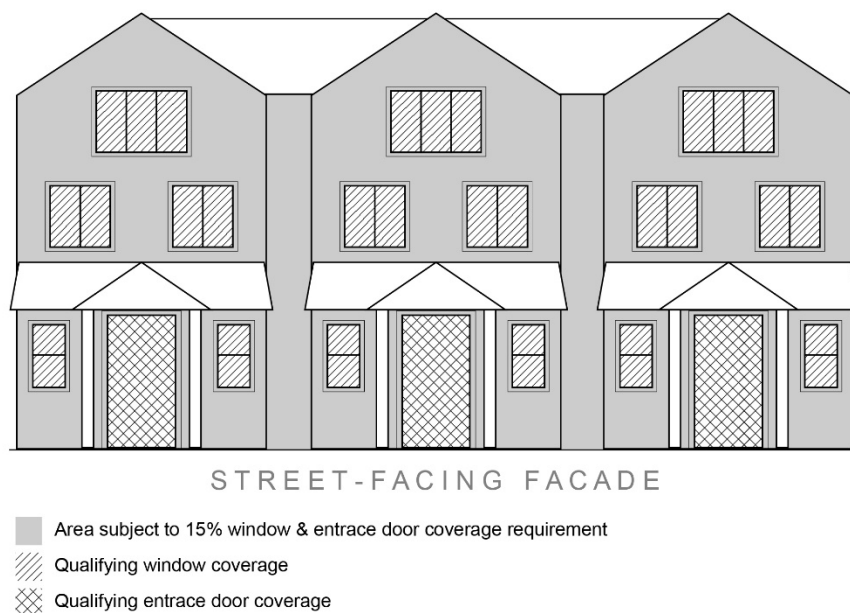 STREET-FACING FACADE
Area subject to 15% window & entrace door coverage requirement
Qualifying window coverage
Qualifying entrace door coverage